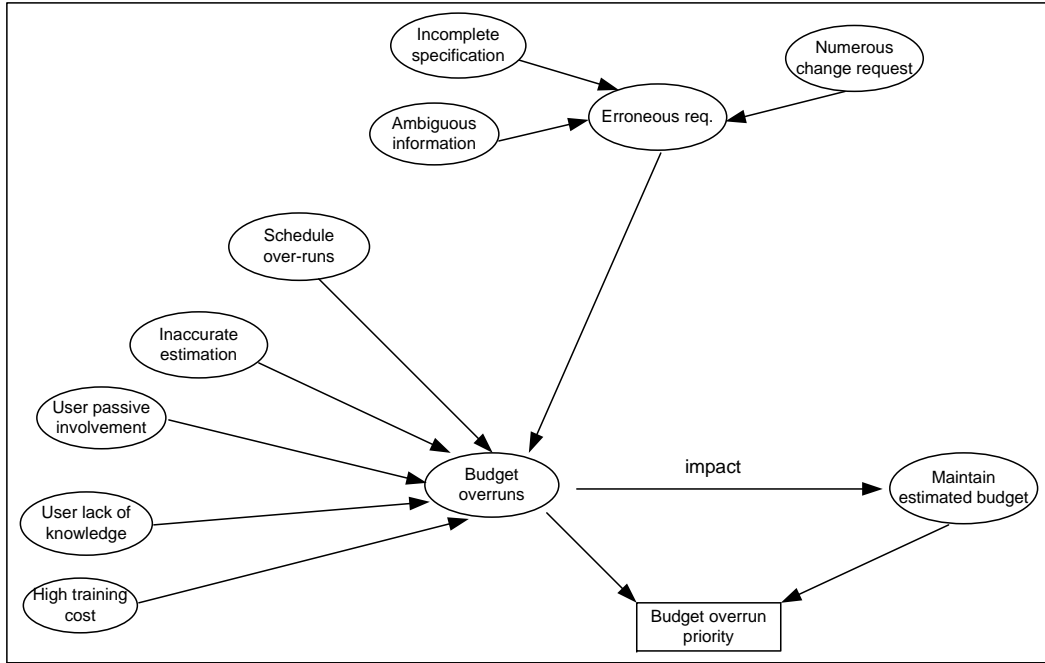 Incomplete
specification
Numerous
change request
Erroneous req.
Ambiguous
information
Schedule
over-runs
Inaccurate
estimation
User passive
involvement
Budget
overruns
impact
Maintain
estimated budget
User lack of
knowledge
High training
cost
Budget overrun
priority